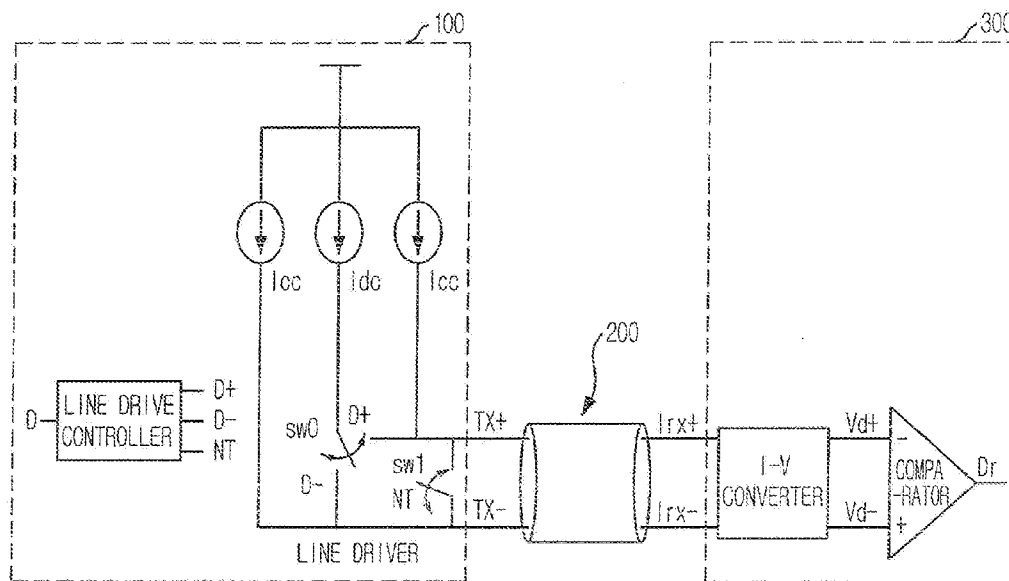 100
300
Icc
Idc
Icc
200
D
LINE DRIVE
CONTROLLER
D+
D-
NT
sw0
D+
D-
sw1
NT
TX+
TX-
LINE DRIVER
Irx+
Irx-
I-V
CONVERTER
Vd+
Vd-
-
COMPA
-RATOR
+
Dr